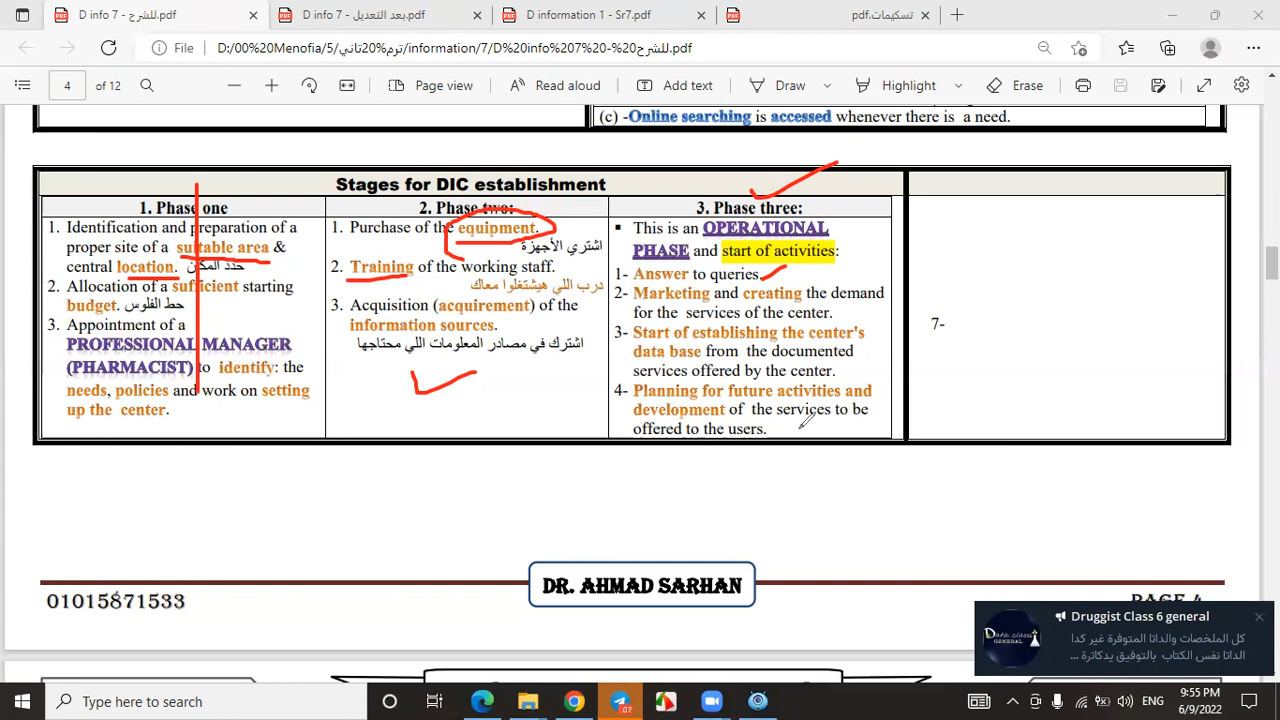 للشرح - D info 7.pdf
بعد التعديل - D info 7.pdf
D information 1 - Sr7.pdf
تسكيمات.pdf
File
D:/00%20Menofia/5/ترم%20تاني/information/7/D%20info%207%20-%20للشرح.pdf
4 of 12
Page view
Read aloud
Add text
Draw
Highlight
Erase
(c) -Online searching is accessed whenever there is a need.
Stages for DIC establishment
1. Phase one
1. Identification and preparation of a
proper site of a suitable area &
central location. حدد المكان
2. Allocation of a sufficient starting
budget. حط الفلوس
3. Appointment of a
PROFESSIONAL MANAGER
(PHARMACIST) to identify: the
needs, policies and work on setting
up the center.
2. Phase two:
1. Purchase of the equipment.
اشتري الأجهزة
2. Training of the working staff.
درب اللي هيشتغلوا معاك
3. Acquisition (acquirement) of the
information sources.
اشترك في مصادر المعلومات اللي محتاجها
3. Phase three:
▪ This is an OPERATIONAL
PHASE and start of activities:
1- Answer to queries.
2- Marketing and creating the demand
for the services of the center.
3- Start of establishing the center's
data base from the documented
services offered by the center.
4- Planning for future activities and
development of the services to be
offered to the users.
7-
DR. AHMAD SARHAN
01015871533
PAGE 4
Druggist Class 6 general
كل الملخصات والداتا المتوفرة غير كدا
الداتا نفس الكتاب بالتوفيق يدكاترة ...
Data class
GENERAL
Type here to search
.07
ENG
9:55 PM
6/9/2022